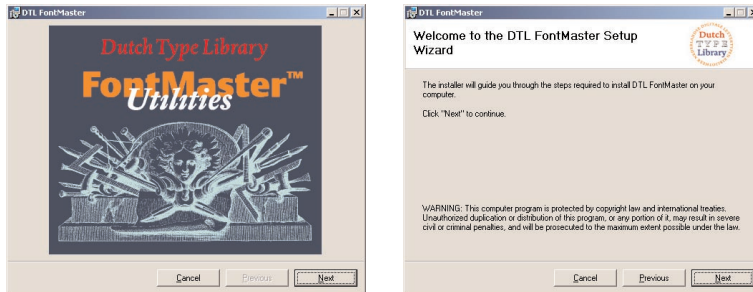 DTL FontMaster
Dutch Type Library
FontMaster™
Utilities
Cancel
Previous
Next
DTL FontMaster
Welcome to the DTL FontMaster Setup
Wizard
Dutch
TYPE
Library
The installer will guide you through the steps required to install DTL FontMaster on your
computer.
Click "Next" to continue.
WARNING: This computer program is protected by copyright law and international treaties.
Unauthorized duplication or distribution of this program, or any portion of it, may result in severe
civil or criminal penalties, and will be prosecuted to the maximum extent possible under the law.
Cancel
Previous
Next